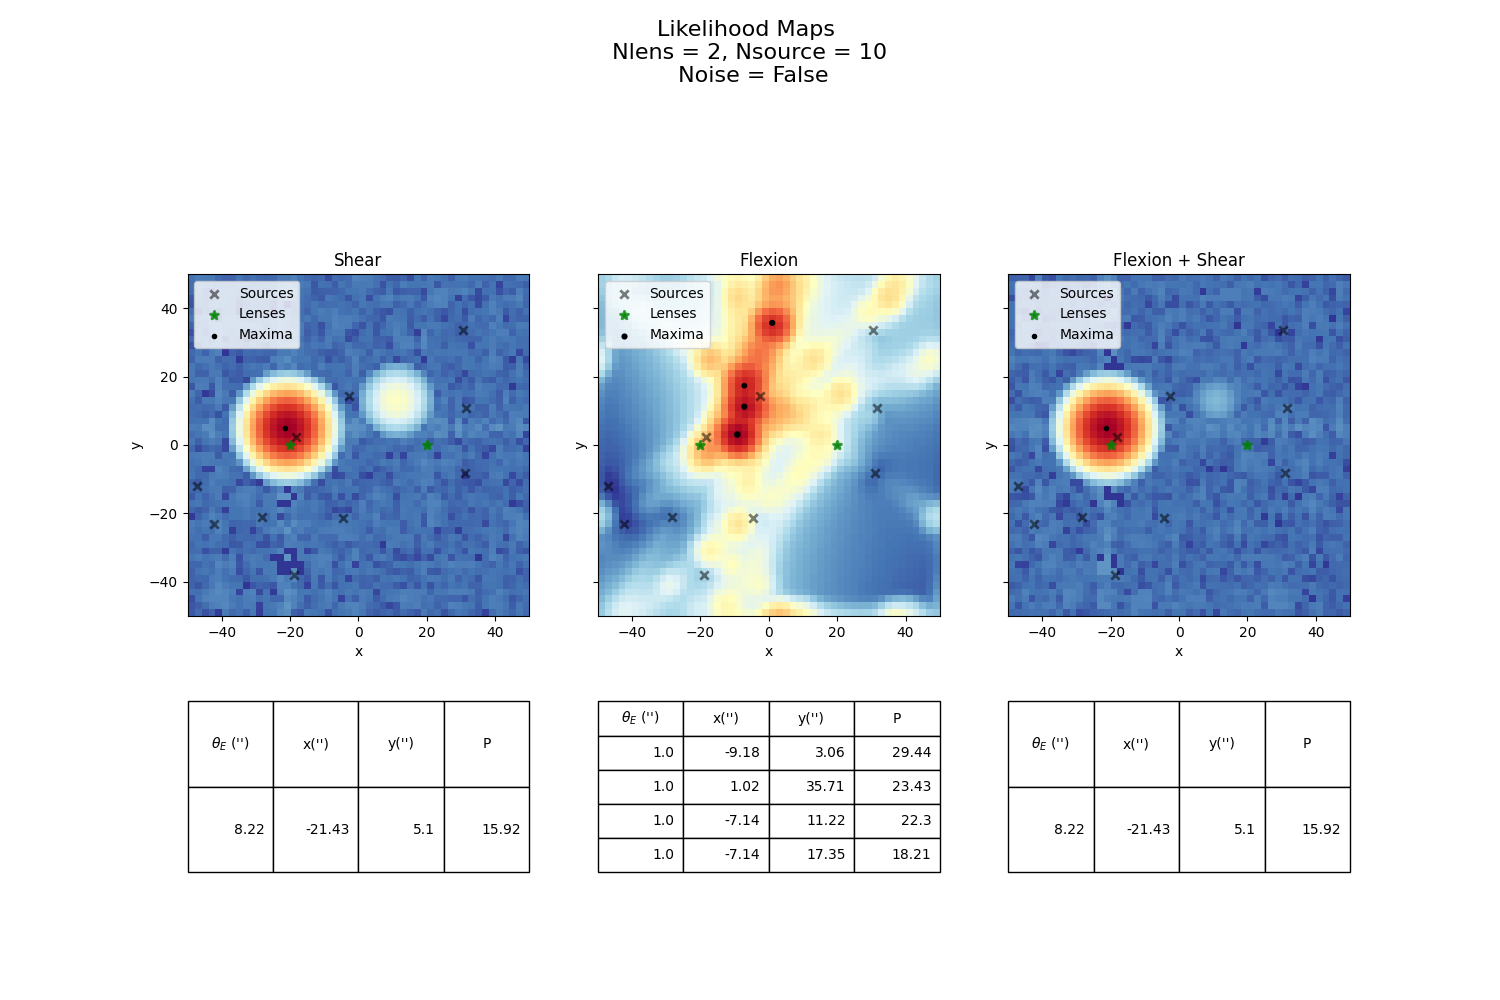 Likelihood Maps
Nlens = 2, Nsource = 10
Noise = False
Shear
Sources
Lenses
Maxima
40
20
0
−20
−40
y
−40 −20 0 20 40
x
Flexion
Sources
Lenses
Maxima
y
−40 −20 0 20 40
x
Flexion + Shear
Sources
Lenses
Maxima
y
−40 −20 0 20 40
x
θE ('') x('') y('') P
8.22 -21.43 5.1 15.92
θE ('') x('') y('') P
1.0 -9.18 3.06 29.44
1.0 1.02 35.71 23.43
1.0 -7.14 11.22 22.3
1.0 -7.14 17.35 18.21
θE ('') x('') y('') P
8.22 -21.43 5.1 15.92